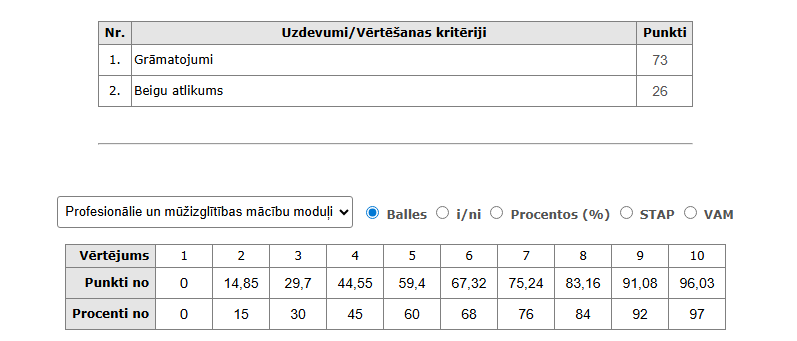 Nr. Uzdevumi/Vērtēšanas kritēriji Punkti
1. Grāmatojumi 73
2. Beigu atlikums 26
Profesionālie un mūžizglītības mācību moduļi Balles i/ni Procentos (%) STAP VAM
Vērtējums 1 2 3 4 5 6 7 8 9 10
Punkti no 0 14,85 29,7 44,55 59,4 67,32 75,24 83,16 91,08 96,03
Procenti no 0 15 30 45 60 68 76 84 92 97